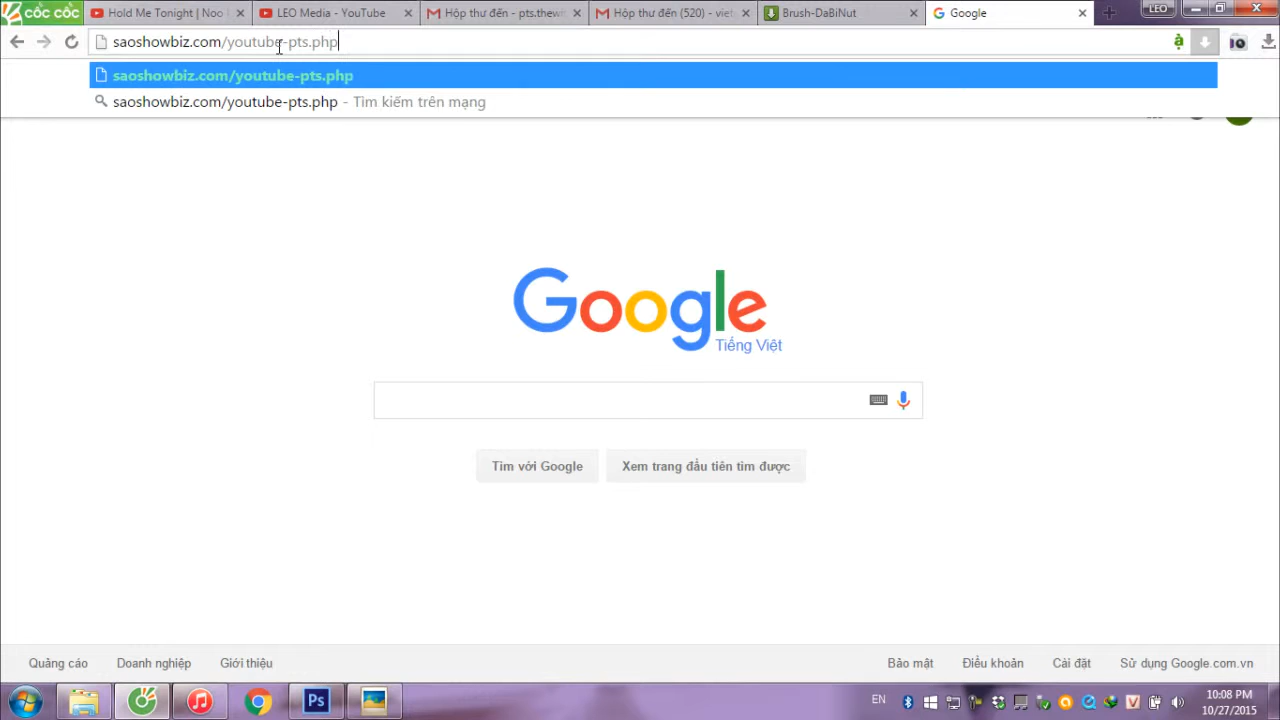 CỐC CỐC
Hold Me Tonight | Noo
LEO Media - YouTube
Hộp thư đến - pts.thew
Hộp thư đến (520) - viet
Brush-DaBiNut
Google
LEO
saoshowbiz.com/youtube-pts.php
saoshowbiz.com/youtube-pts.php
saoshowbiz.com/youtube-pts.php - Tìm kiếm trên mạng
Google
Tiếng Việt
Tìm với Google
Xem trang đầu tiên tìm được
Quảng cáo
Doanh nghiệp
Giới thiệu
Bảo mật
Điều khoản
Cài đặt
Sử dụng Google.com.vn
Ps
EN
V
10:08 PM
10/27/2015